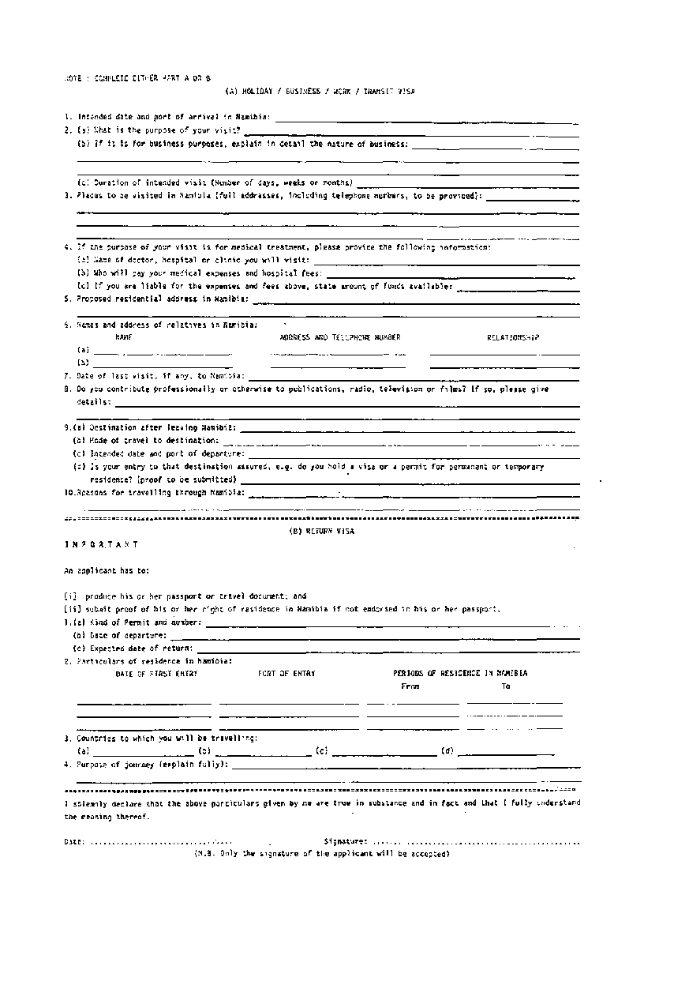 NOTE : COMPLETE EITHER PART A OR B
(A) HOLIDAY / BUSINESS / WORK / TRANSIT VISA
1. Intended date and port of arrival in Namibia:
2. (a) What is the purpose of your visit?
(b) If it is for business purposes, explain in detail the nature of business:
(c) Duration of intended visit (Number of days, weeks or months)
3. Places to be visited in Namibia (full addresses, including telephone numbers, to be provided):
4. If the purpose of your visit is for medical treatment, please provide the following information:
(a) Name of doctor, hospital or clinic you will visit:
(b) Who will pay your medical expenses and hospital fees:
(c) If you are liable for the expenses and fees above, state amount of funds available:
5. Proposed residential address in Namibia:
6. Names and address of relatives in Namibia:
NAME ADDRESS AND TELEPHONE NUMBER RELATIONSHIP
(a)
(b)
7. Date of last visit, if any, to Namibia:
8. Do you contribute professionally or otherwise to publications, radio, television or films? If so, please give
details:
9.(a) Destination after leaving Namibia:
(b) Mode of travel to destination:
(c) Intended date and port of departure:
(d) Is your entry to that destination assured, e.g. do you hold a visa or a permit for permanent or temporary
residence? (proof to be submitted)
10.Reasons for travelling through Namibia:
(B) RETURN VISA
I M P O R T A N T
An applicant has to:
[i] produce his or her passport or travel document; and
[ii] submit proof of his or her right of residence in Namibia if not endorsed in his or her passport.
1.(a) Kind of Permit and number:
(b) Date of departure:
(c) Expected date of return:
2. Particulars of residence in Namibia:
DATE OF FIRST ENTRY PORT OF ENTRY PERIODS OF RESIDENCE IN NAMIBIA
From To
3. Countries to which you will be travelling:
(a) (b) (c) (d)
4. Purpose of journey (explain fully):
I solemnly declare that the above particulars given by me are true in substance and in fact and that I fully understand
the meaning thereof.
Date: .............................. Signature: ................................................
(N.B. Only the signature of the applicant will be accepted)